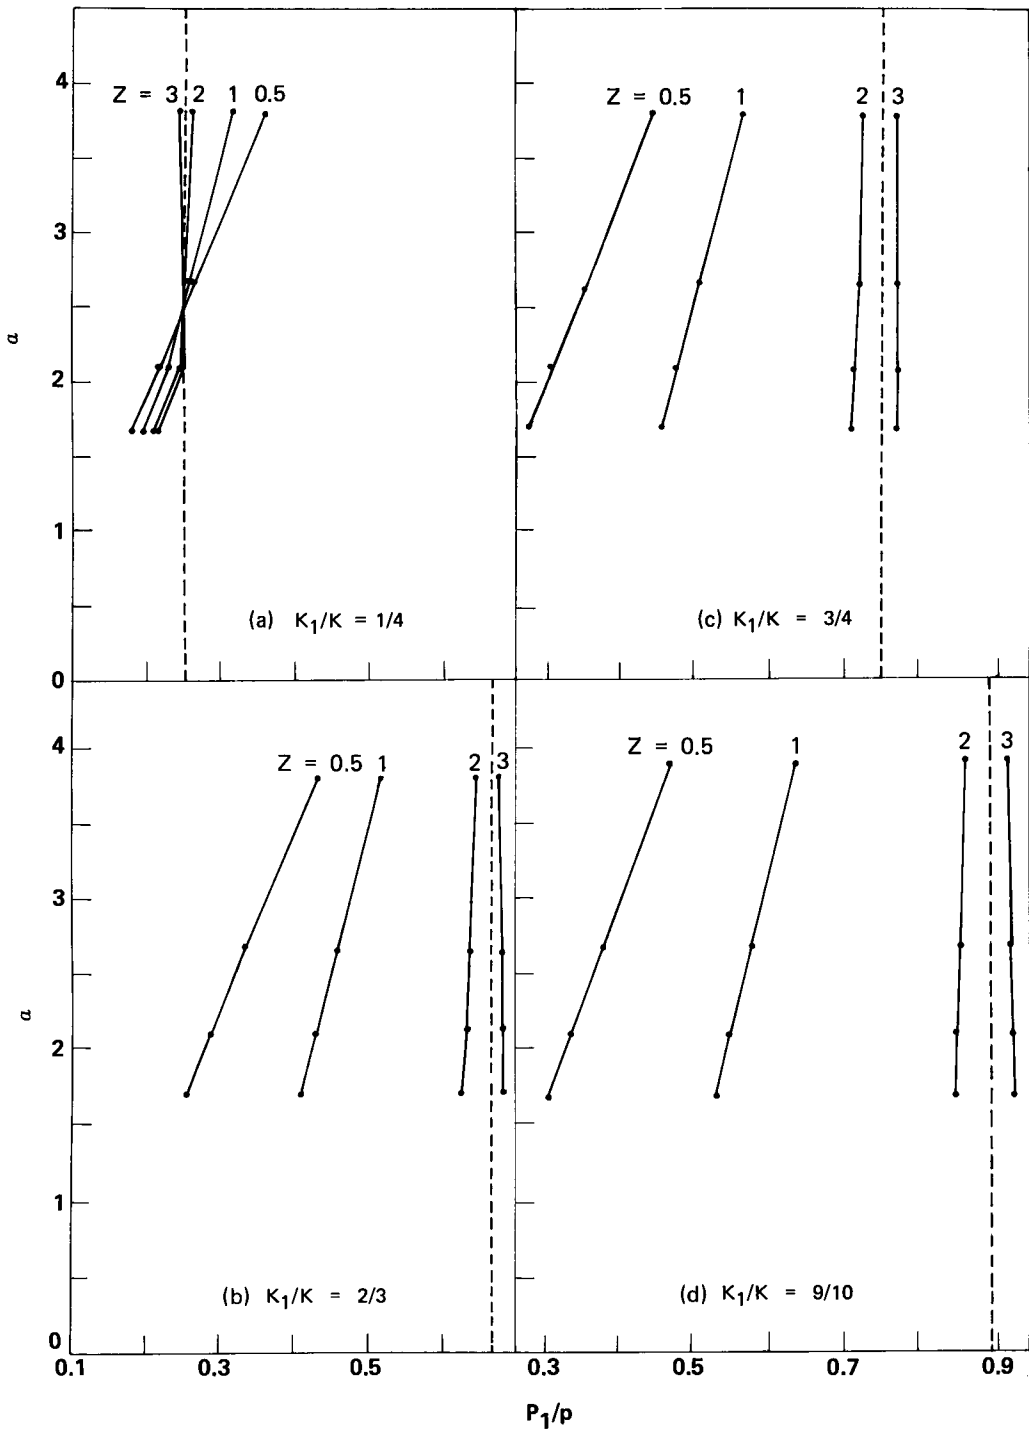 4
3
2
1
0
a
Z = 3 2 1 0.5
(a) K1/K = 1/4
Z = 0.5 1 2 3
(c) K1/K = 3/4
4
3
2
1
0
a
Z = 0.5 1 2 3
(b) K1/K = 2/3
Z = 0.5 1 2 3
(d) K1/K = 9/10
0.1 0.3 0.5 0.3 0.5 0.7 0.9
P1/p